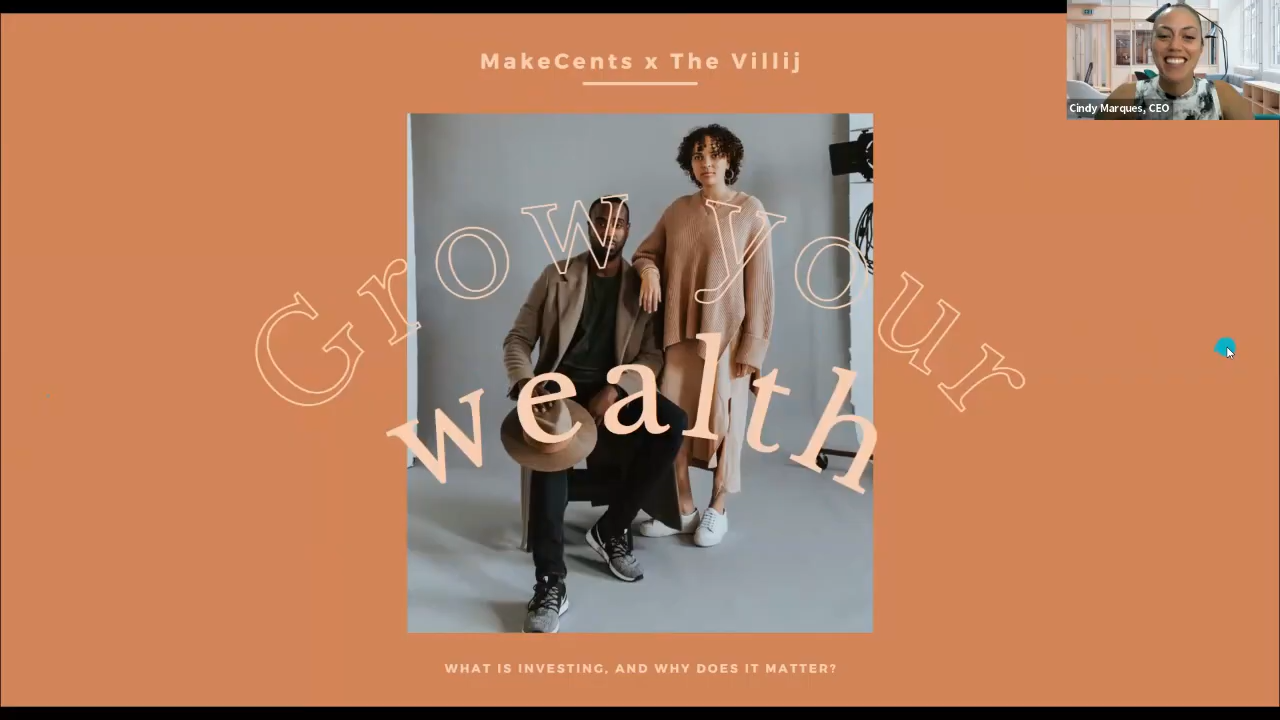 MakeCents x The Villij
Cindy Marques, CEO
Grow your
wealth
WHAT IS INVESTING, AND WHY DOES IT MATTER?